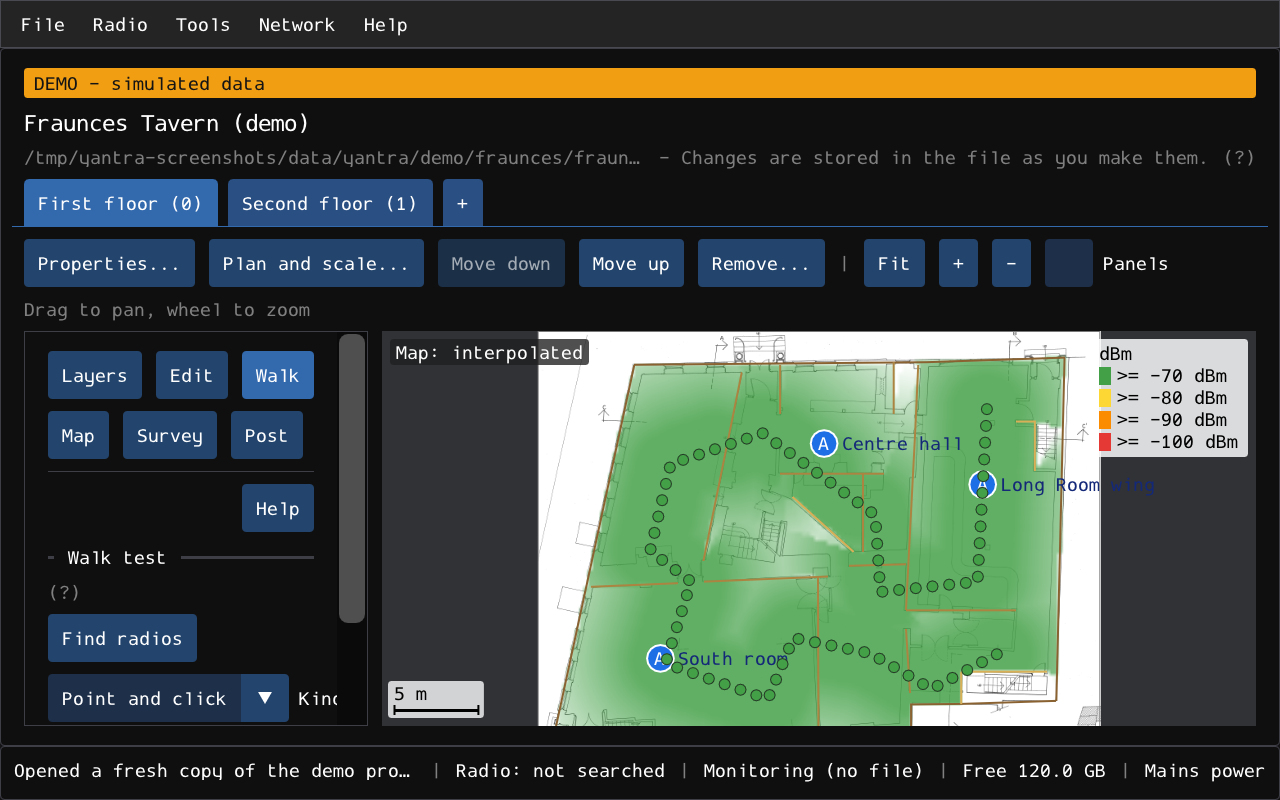 File Radio Tools Network Help
DEMO - simulated data
Fraunces Tavern (demo)
/tmp/yantra-screenshots/data/yantra/demo/fraunces/fraun… - Changes are stored in the file as you make them. (?)
First floor (0) Second floor (1) +
Properties... Plan and scale... Move down Move up Remove... | Fit + - Panels
Drag to pan, wheel to zoom
Layers Edit Walk
Map Survey Post
Help
Walk test
(?)
Find radios
Point and click ▼ Kind
Map: interpolated
dBm
>= -70 dBm
>= -80 dBm
>= -90 dBm
>= -100 dBm
A Centre hall
A Long Room wing
A South room
5 m
Opened a fresh copy of the demo pro… | Radio: not searched | Monitoring (no file) | Free 120.0 GB | Mains power